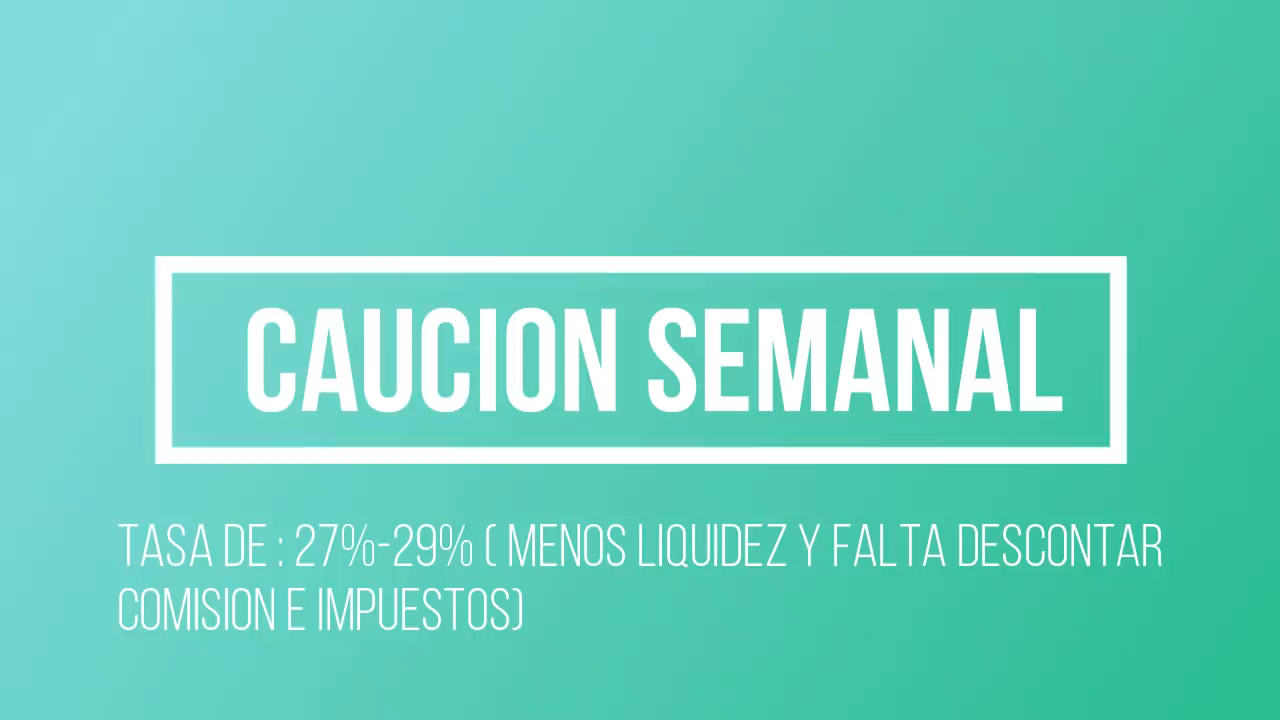 CAUCION SEMANAL
TASA DE : 27%-29% ( MENOS LIQUIDEZ Y FALTA DESCONTAR
COMISION E IMPUESTOS)